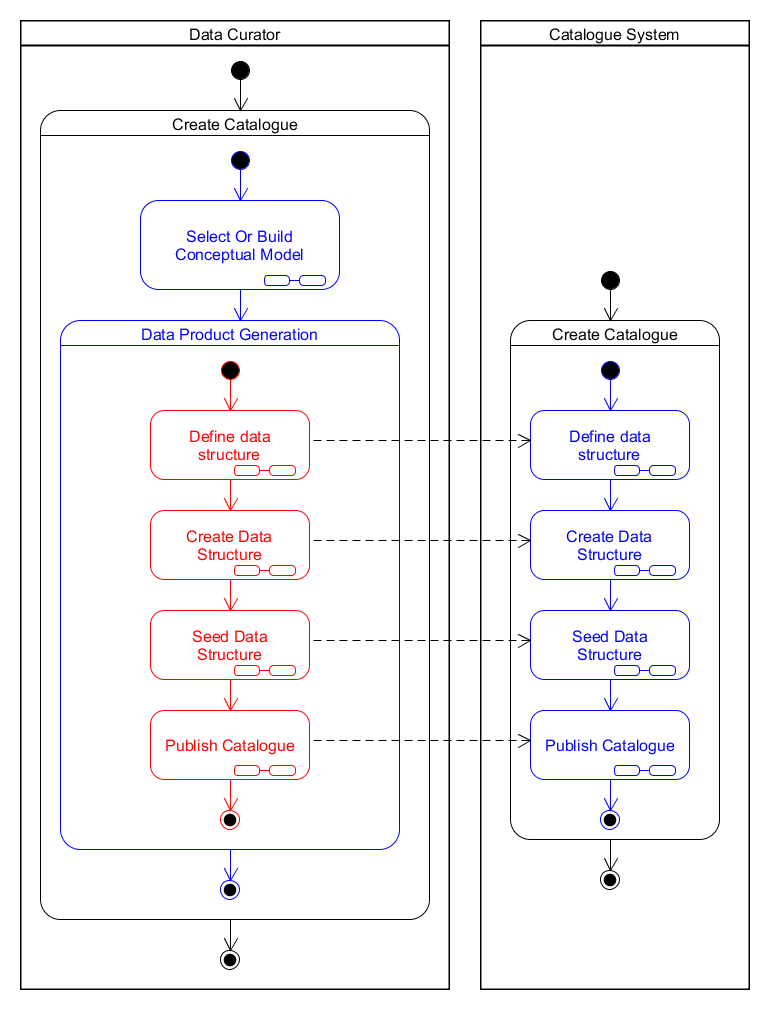 Data Curator
Catalogue System
Create Catalogue
Select Or Build
Conceptual Model
Data Product Generation
Create Catalogue
Define data
structure
Define data
structure
Create Data
Structure
Create Data
Structure
Seed Data
Structure
Seed Data
Structure
Publish Catalogue
Publish Catalogue